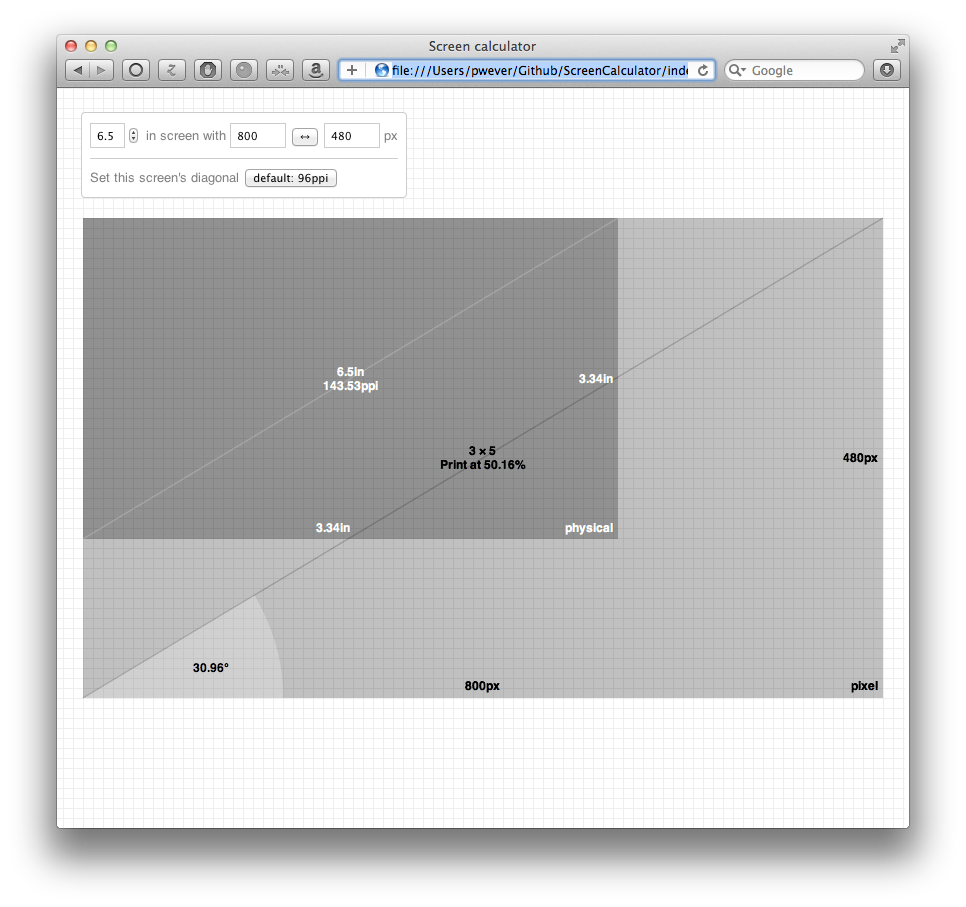 Screen calculator
file:///Users/pwever/Github/ScreenCalculator/inde
Google
6.5 in screen with 800 ↔ 480 px
Set this screen's diagonal default: 96ppi
6.5in
143.53ppi
3.34in
3 × 5
Print at 50.16%
480px
3.34in
physical
30.96°
800px
pixel